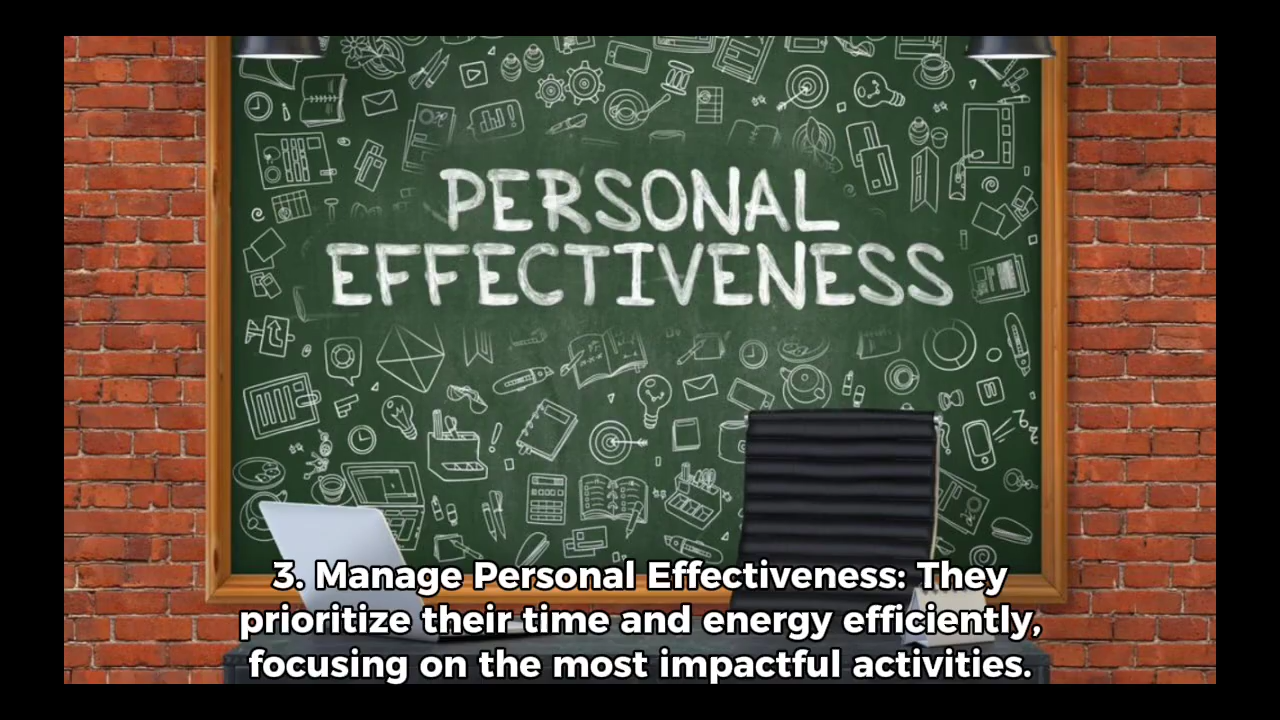 PERSONAL
EFFECTIVENESS
3. Manage Personal Effectiveness: They
prioritize their time and energy efficiently,
focusing on the most impactful activities.